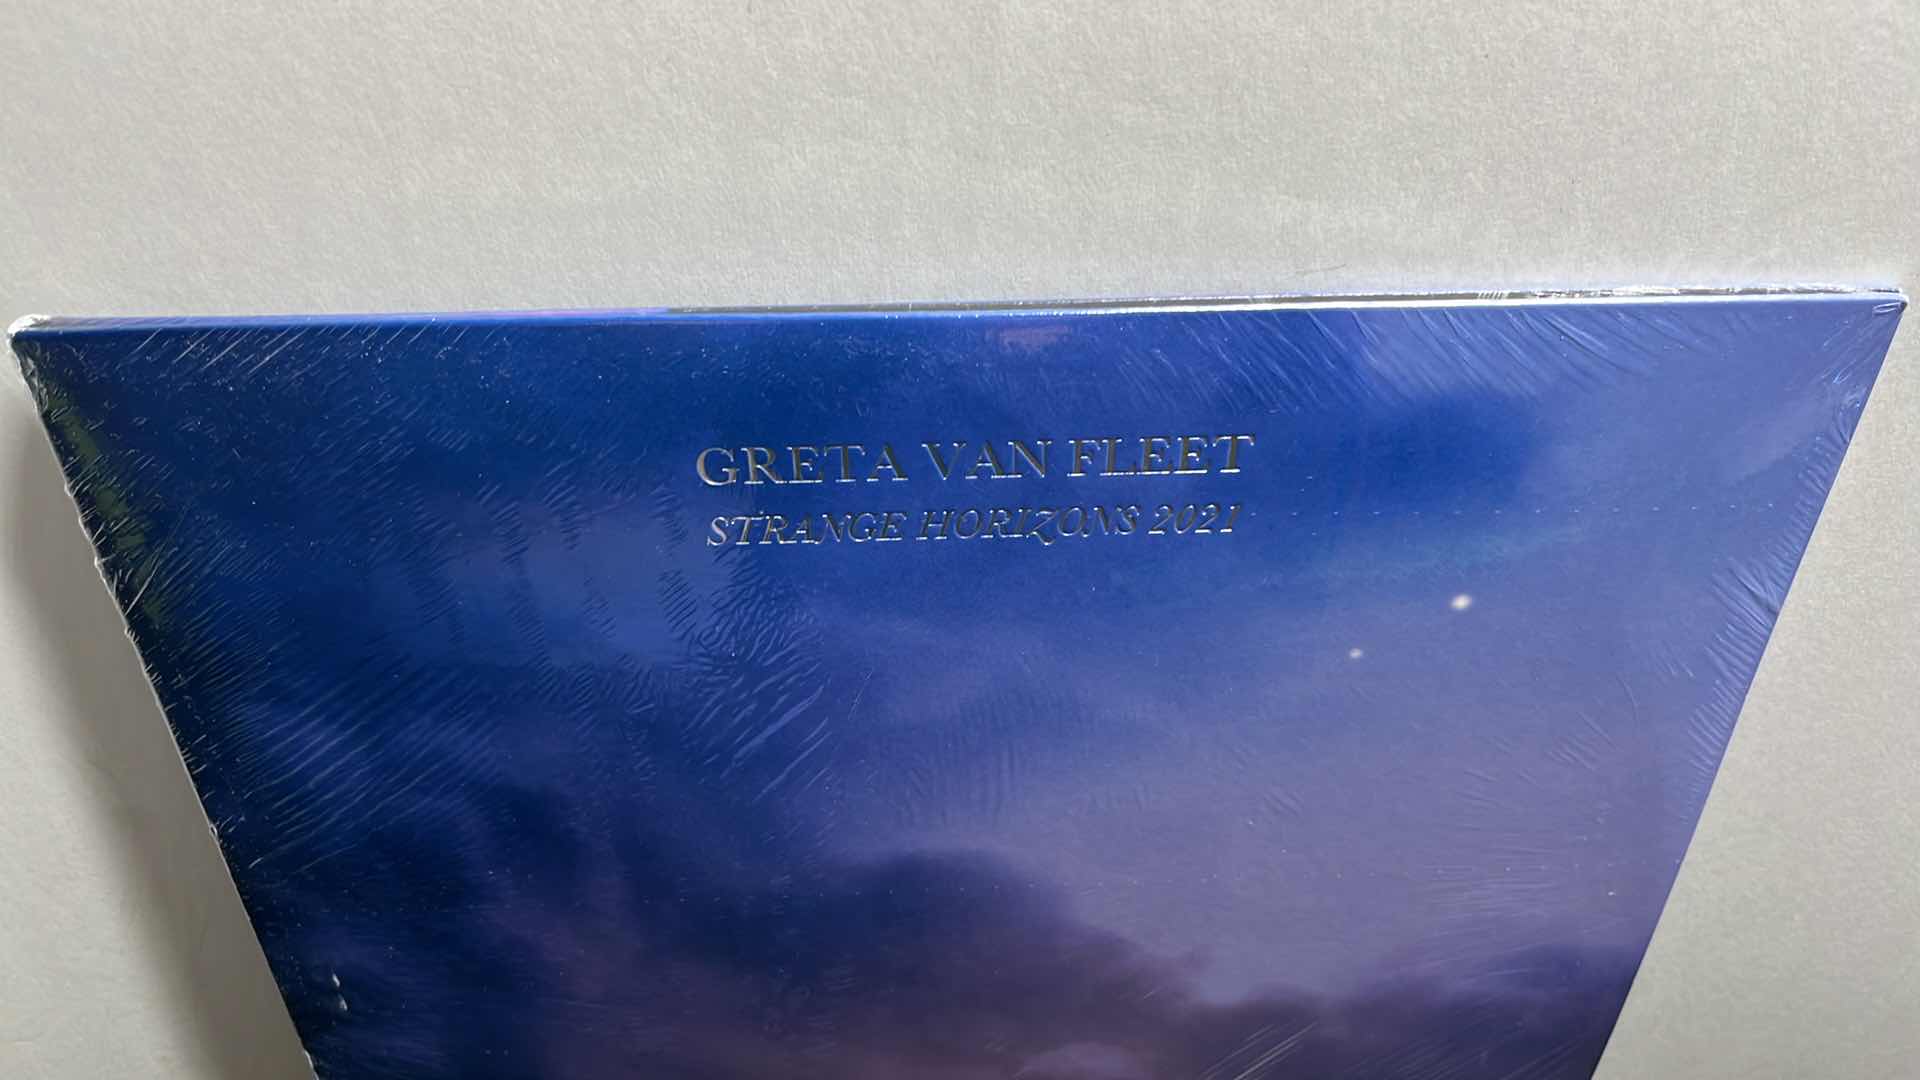 GRETA VAN FLEET
STRANGE HORIZONS 2021